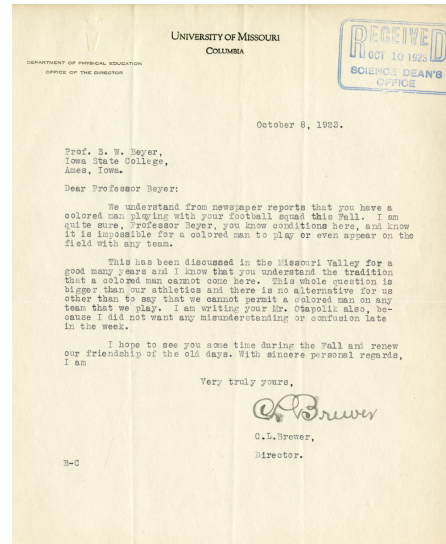 UNIVERSITY OF MISSOURI
COLUMBIA
DEPARTMENT OF PHYSICAL EDUCATION
OFFICE OF THE DIRECTOR
RECEIVED
OCT 10 1923
SCIENCE DEAN'S
OFFICE
October 8, 1923.
Prof. S. W. Beyer,
Iowa State College,
Ames, Iowa.
Dear Professor Beyer:
We understand from newspaper reports that you have a
colored man playing with your football squad this Fall. I am
quite sure, Professor Beyer, you know conditions here, and know
it is impossible for a colored man to play or even appear on the
field with any team.
This has been discussed in the Missouri Valley for a
good many years and I know that you understand the tradition
that a colored man cannot come here. This whole question is
bigger than our athletics and there is no alternative for us
other than to say that we cannot permit a colored man on any
team that we play. I am writing your Mr. Otapolik also, be-
cause I did not want any misunderstanding or confusion late
in the week.
I hope to see you some time during the Fall and renew
our friendship of the old days. With sincere personal regards,
I am
Very truly yours,
C. L. Brewer
C.L.Brewer,
Director.
B-C